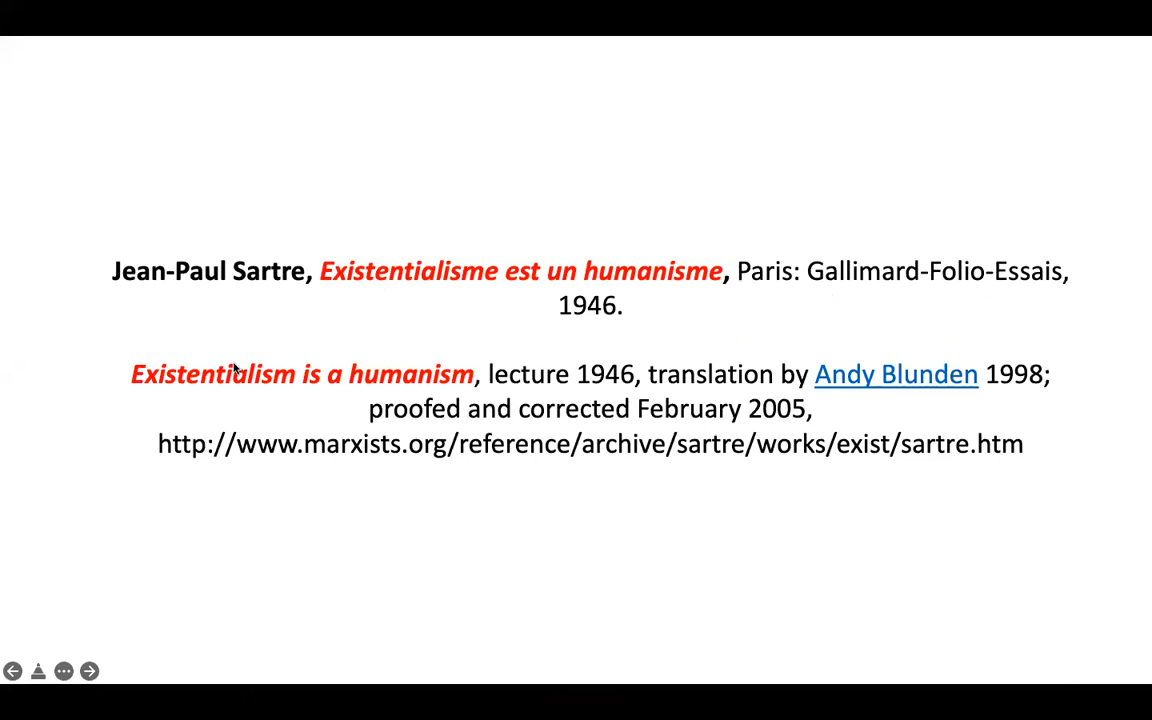 Jean-Paul Sartre, Existentialisme est un humanisme, Paris: Gallimard-Folio-Essais,
1946.
Existentialism is a humanism, lecture 1946, translation by Andy Blunden 1998;
proofed and corrected February 2005,
http://www.marxists.org/reference/archive/sartre/works/exist/sartre.htm